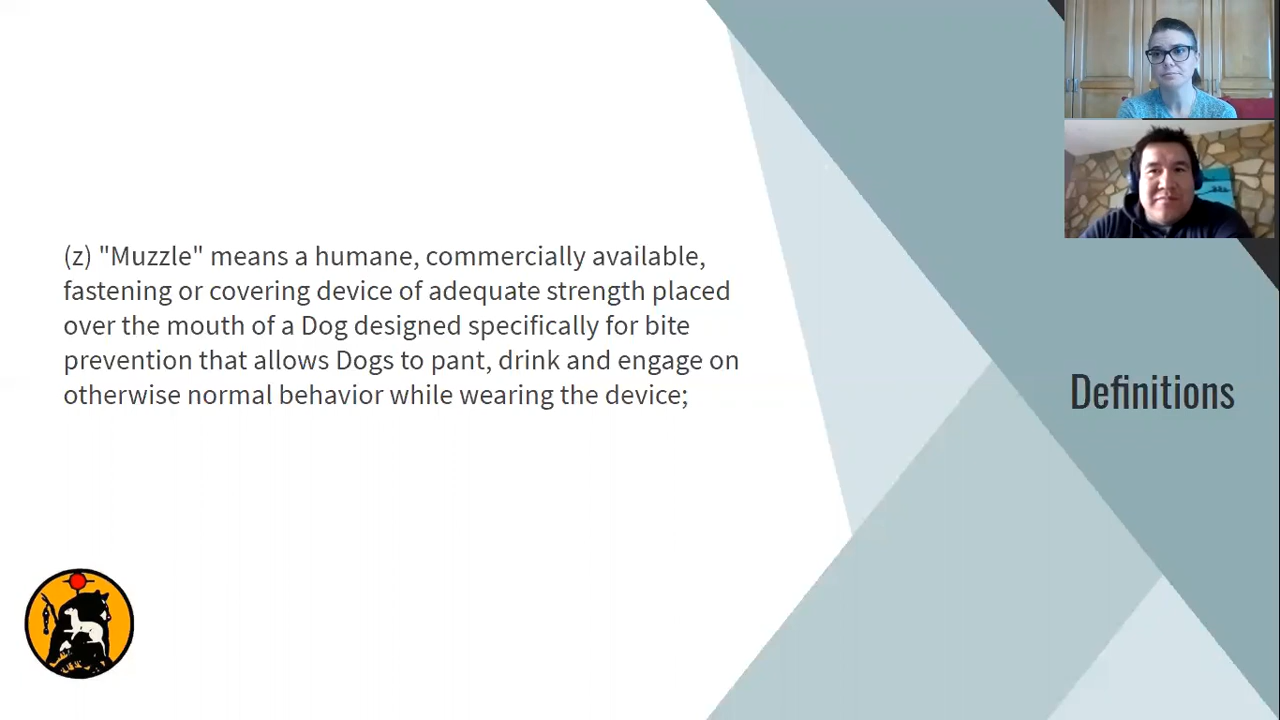 (z) "Muzzle" means a humane, commercially available,
fastening or covering device of adequate strength placed
over the mouth of a Dog designed specifically for bite
prevention that allows Dogs to pant, drink and engage on
otherwise normal behavior while wearing the device;
Definitions